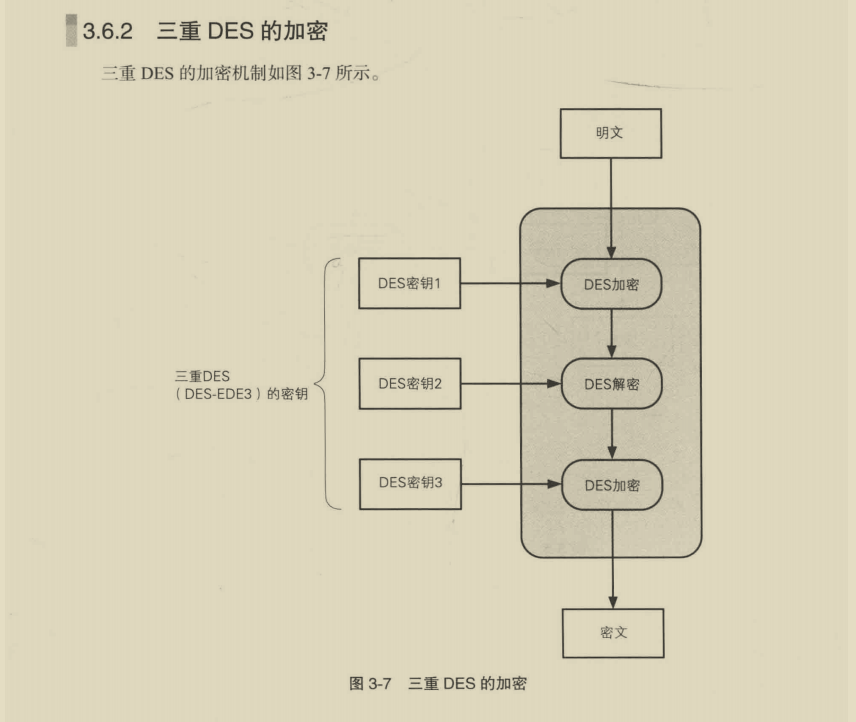 3.6.2 三重 DES 的加密
三重 DES 的加密机制如图 3-7 所示。
明文
DES密钥1
DES加密
三重DES
（DES-EDE3）的密钥
DES密钥2
DES解密
DES密钥3
DES加密
密文
图 3-7 三重 DES 的加密